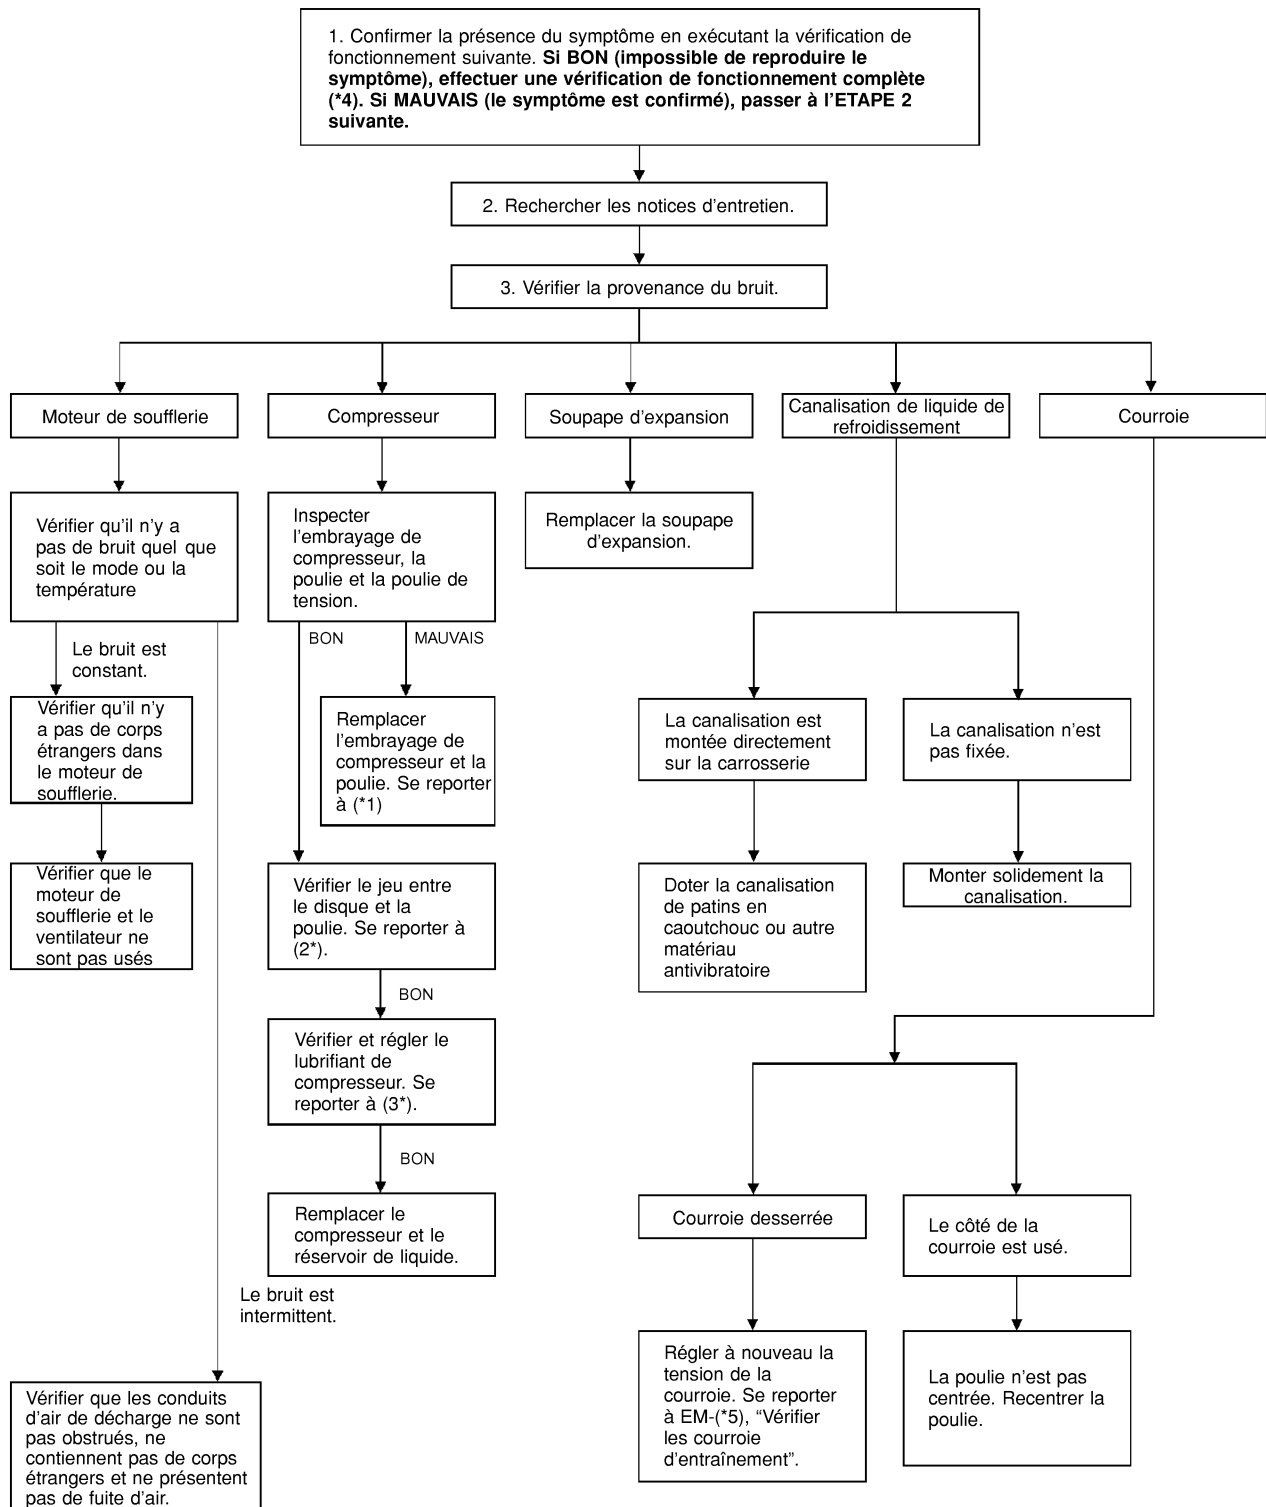 1. Confirmer la présence du symptôme en exécutant la vérification de
fonctionnement suivante. Si BON (impossible de reproduire le
symptôme), effectuer une vérification de fonctionnement complète
(*4). Si MAUVAIS (le symptôme est confirmé), passer à l'ETAPE 2
suivante.
2. Rechercher les notices d'entretien.
3. Vérifier la provenance du bruit.
Moteur de soufflerie
Compresseur
Soupape d'expansion
Canalisation de liquide de
refroidissement
Courroie
Vérifier qu'il n'y a
pas de bruit quel que
soit le mode ou la
température
Inspecter
l'embrayage de
compresseur, la
poulie et la poulie de
tension.
Remplacer la soupape
d'expansion.
Le bruit est
constant.
BON
MAUVAIS
Vérifier qu'il n'y
a pas de corps
étrangers dans
le moteur de
soufflerie.
Remplacer
l'embrayage de
compresseur et la
poulie. Se reporter
à (*1)
La canalisation est
montée directement
sur la carrosserie
La canalisation n'est
pas fixée.
Vérifier que le
moteur de
soufflerie et le
ventilateur ne
sont pas usés
Vérifier le jeu entre
le disque et la
poulie. Se reporter à
(2*).
Doter la canalisation
de patins en
caoutchouc ou autre
matériau
antivibratoire
Monter solidement la
canalisation.
BON
Vérifier et régler le
lubrifiant de
compresseur. Se
reporter à (3*).
BON
Remplacer le
compresseur et le
réservoir de liquide.
Courroie desserrée
Le côté de la
courroie est usé.
Le bruit est
intermittent.
Régler à nouveau la
tension de la
courroie. Se reporter
à EM-(*5), “Vérifier
les courroie
d'entraînement”.
La poulie n'est pas
centrée. Recentrer la
poulie.
Vérifier que les conduits
d'air de décharge ne sont
pas obstrués, ne
contiennent pas de corps
étrangers et ne présentent
pas de fuite d'air.